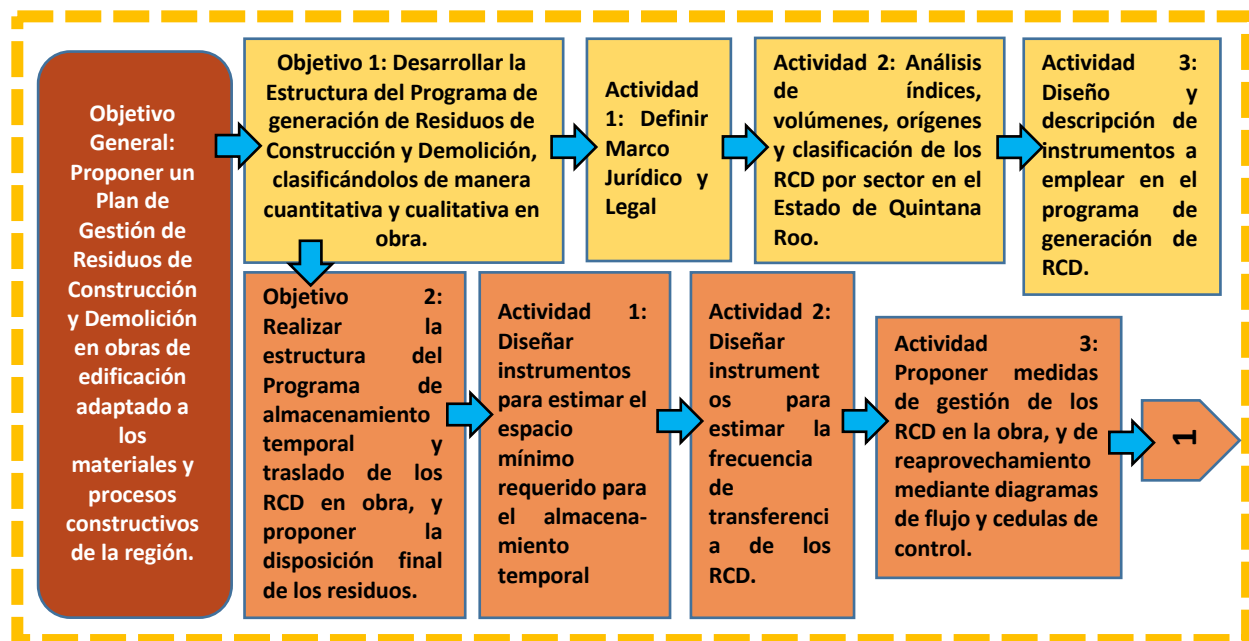 Objetivo
General:
Proponer un
Plan de
Gestión de
Residuos de
Construcción
y Demolición
en obras de
edificación
adaptado a
los
materiales y
procesos
constructivos
de la región.
Objetivo 1: Desarrollar la
Estructura del Programa de
generación de Residuos de
Construcción y Demolición,
clasificándolos de manera
cuantitativa y cualitativa en
obra.
Actividad
1: Definir
Marco
Jurídico y
Legal
Actividad 2: Análisis
de índices,
volúmenes, orígenes
y clasificación de los
RCD por sector en el
Estado de Quintana
Roo.
Actividad 3:
Diseño y
descripción de
instrumentos a
emplear en el
programa de
generación de
RCD.
Objetivo 2:
Realizar la
estructura del
Programa de
almacenamiento
temporal y
traslado de los
RCD en obra, y
proponer la
disposición final
de los residuos.
Actividad 1:
Diseñar
instrumentos
para estimar el
espacio
mínimo
requerido para
el almacena-
miento
temporal
Actividad 2:
Diseñar
instrument
os para
estimar la
frecuencia
de
transferenci
a de los
RCD.
Actividad 3:
Proponer medidas
de gestión de los
RCD en la obra, y de
reaprovechamiento
mediante diagramas
de flujo y cedulas de
control.
1